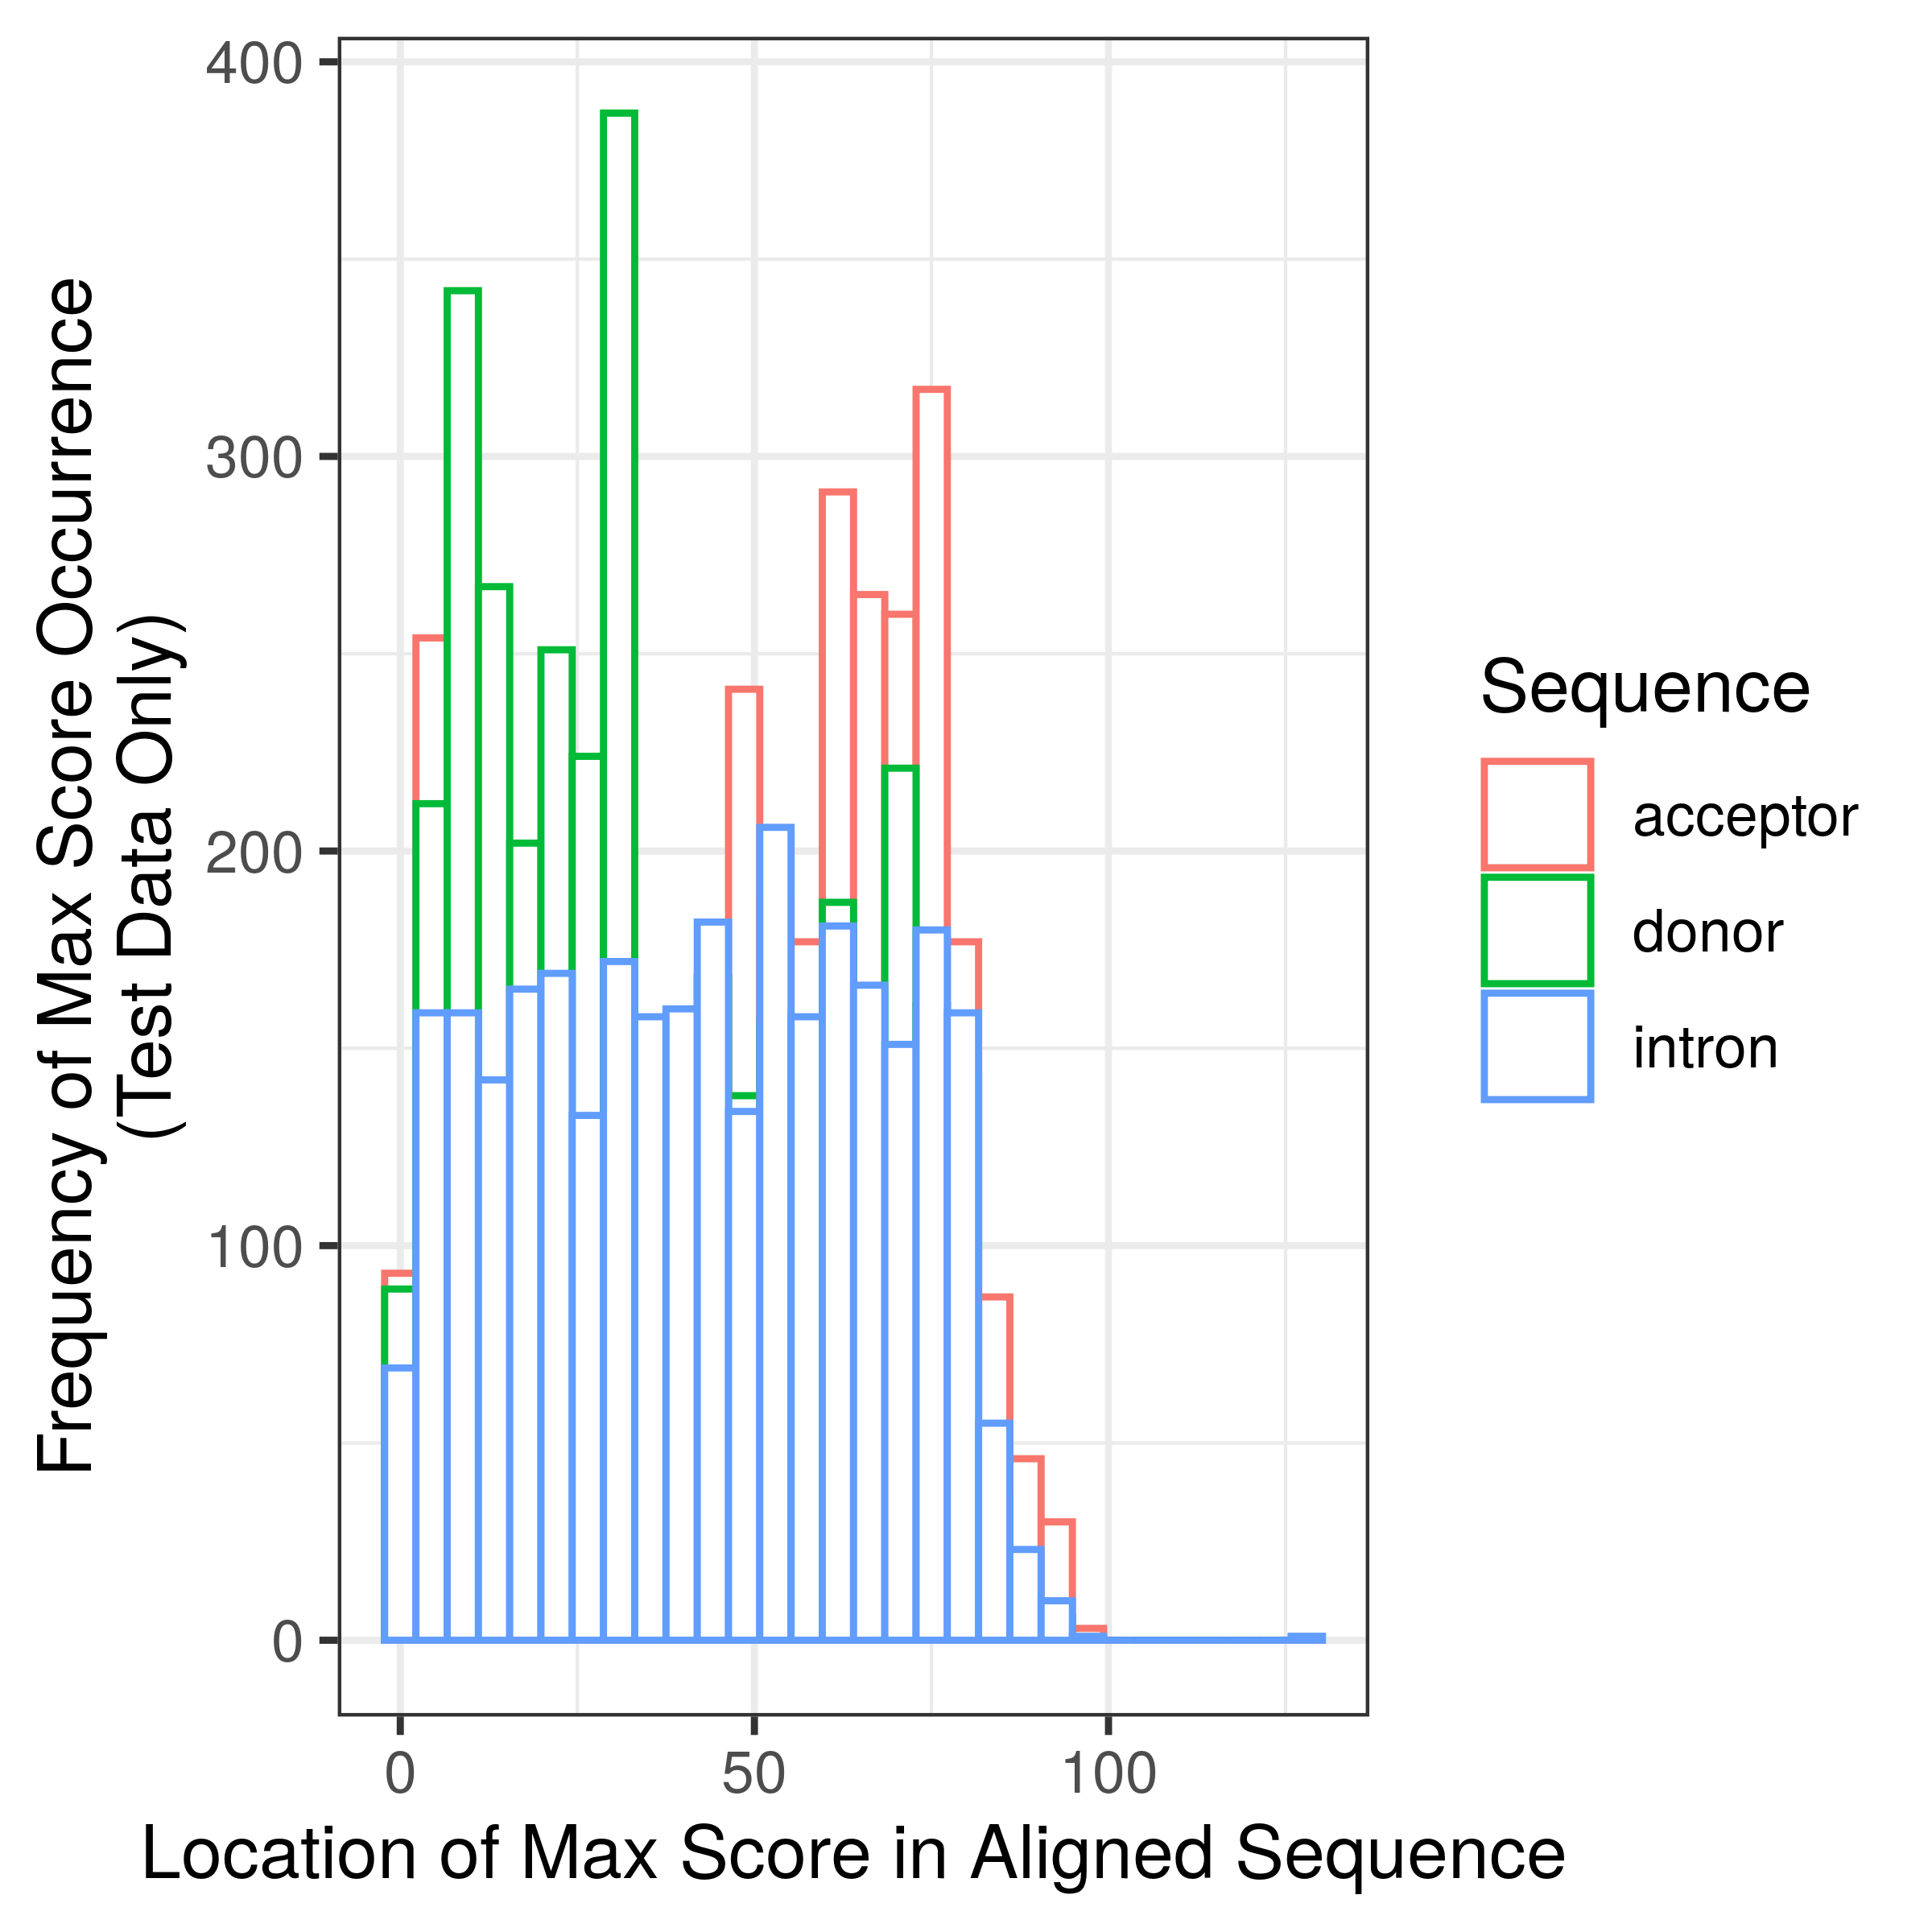 Frequency of Max Score Occurrence
(Test Data Only)
400
300
200
100
0
0 50 100
Location of Max Score in Aligned Sequence
Sequence
acceptor
donor
intron